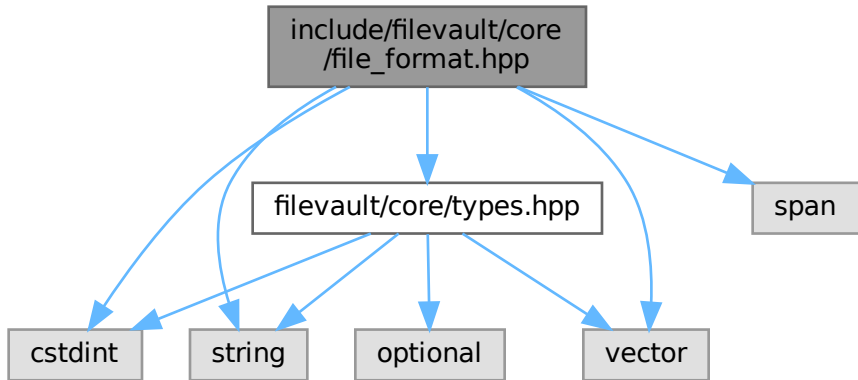 include/filevault/core
/file_format.hpp
filevault/core/types.hpp
span
cstdint
string
optional
vector